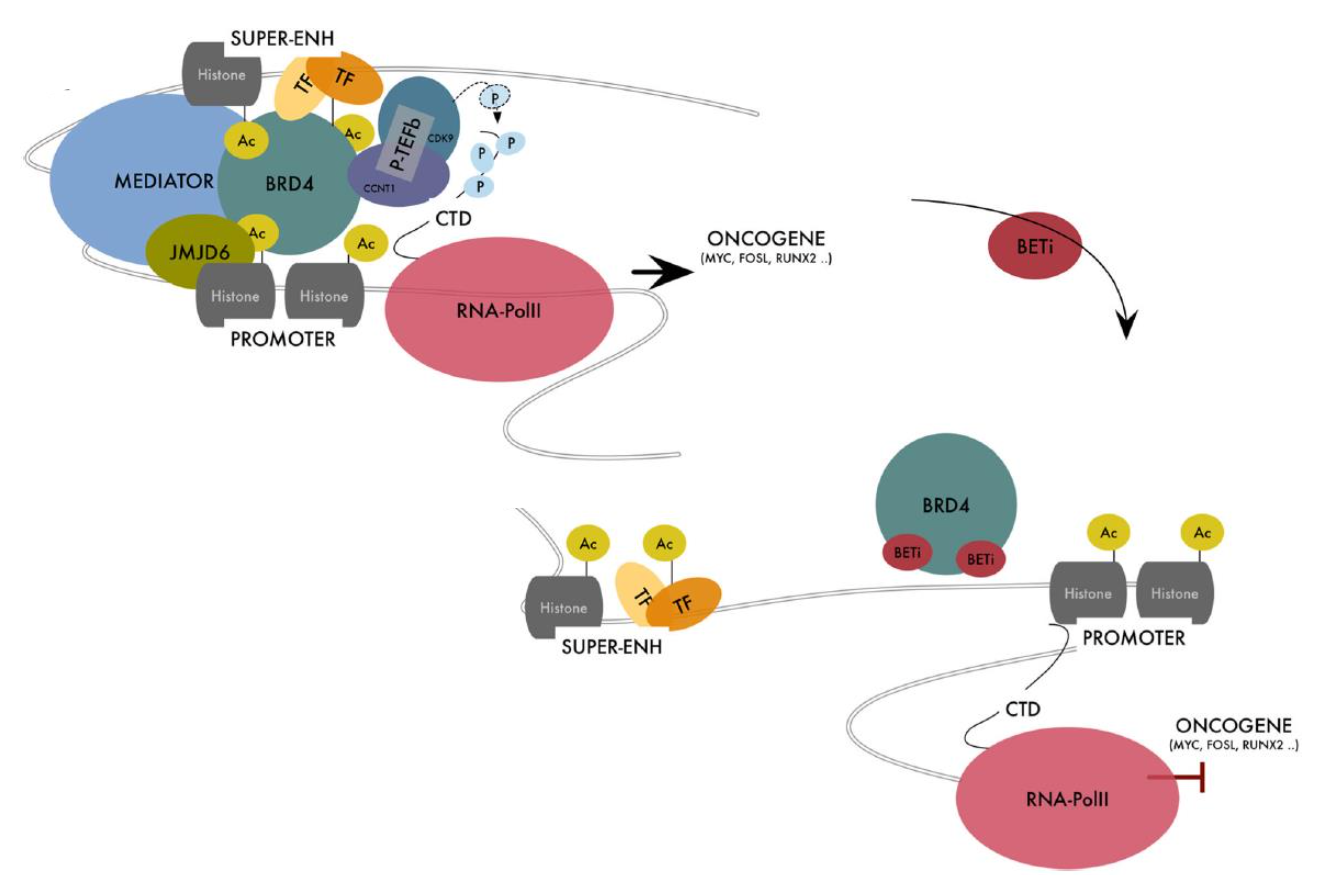 SUPER-ENH
Histone
TF
TF
P
Ac
Ac
P-TEFb
CDK9
P
P
MEDIATOR
BRD4
CCNT1
P
CTD
Ac
Ac
JMJD6
Histone
Histone
PROMOTER
RNA-PolII
ONCOGENE
(MYC, FOSL, RUNX2 ..)
BETi
BRD4
BETi
BETi
Ac
Ac
Histone
TF
TF
SUPER-ENH
Ac
Ac
Histone
Histone
PROMOTER
CTD
RNA-PolII
ONCOGENE
(MYC, FOSL, RUNX2 ..)